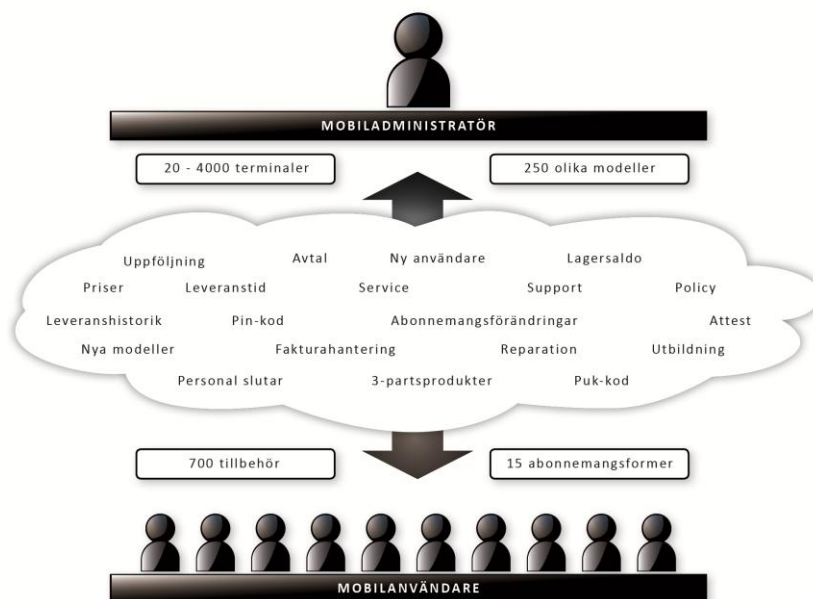 MOBILADMINISTRATÖR
20 - 4000 terminaler
250 olika modeller
Uppföljning Avtal Ny användare Lagersaldo
Priser Leveranstid Service Support Policy
Leveranshistorik Pin-kod Abonnemangsförändringar Attest
Nya modeller Fakturahantering Reparation Utbildning
Personal slutar 3-partsprodukter Puk-kod
700 tillbehör
15 abonnemangsformer
MOBILANVÄNDARE